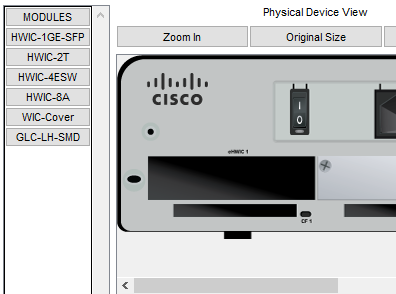 MODULES
HWIC-1GE-SFP
HWIC-2T
HWIC-4ESW
HWIC-8A
WIC-Cover
GLC-LH-SMD
Physical Device View
Zoom In
Original Size
CISCO
I
O
eHWIC 1
CF 1